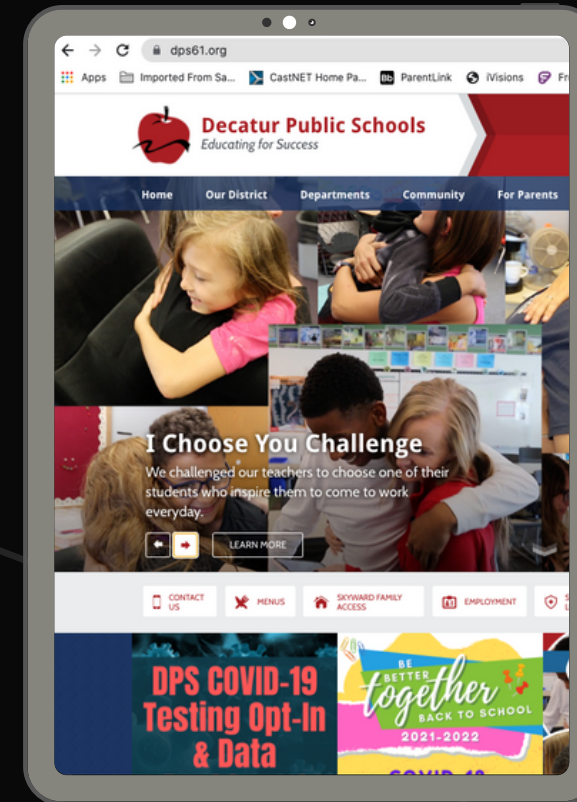 dps61.org
Apps Imported From Sa... CastNET Home Pa... Bb ParentLink iVisions
Decatur Public Schools
Educating for Success
Home Our District Departments Community For Parents
I Choose You Challenge
We challenged our teachers to choose one of their
students who inspire them to come to work
everyday.
LEARN MORE
CONTACT
US
MENUS
SKYWARD FAMILY
ACCESS
EMPLOYMENT
DPS COVID-19
Testing Opt-In
& Data
BE
BETTER
together
BACK TO SCHOOL
2021-2022
COVID-19